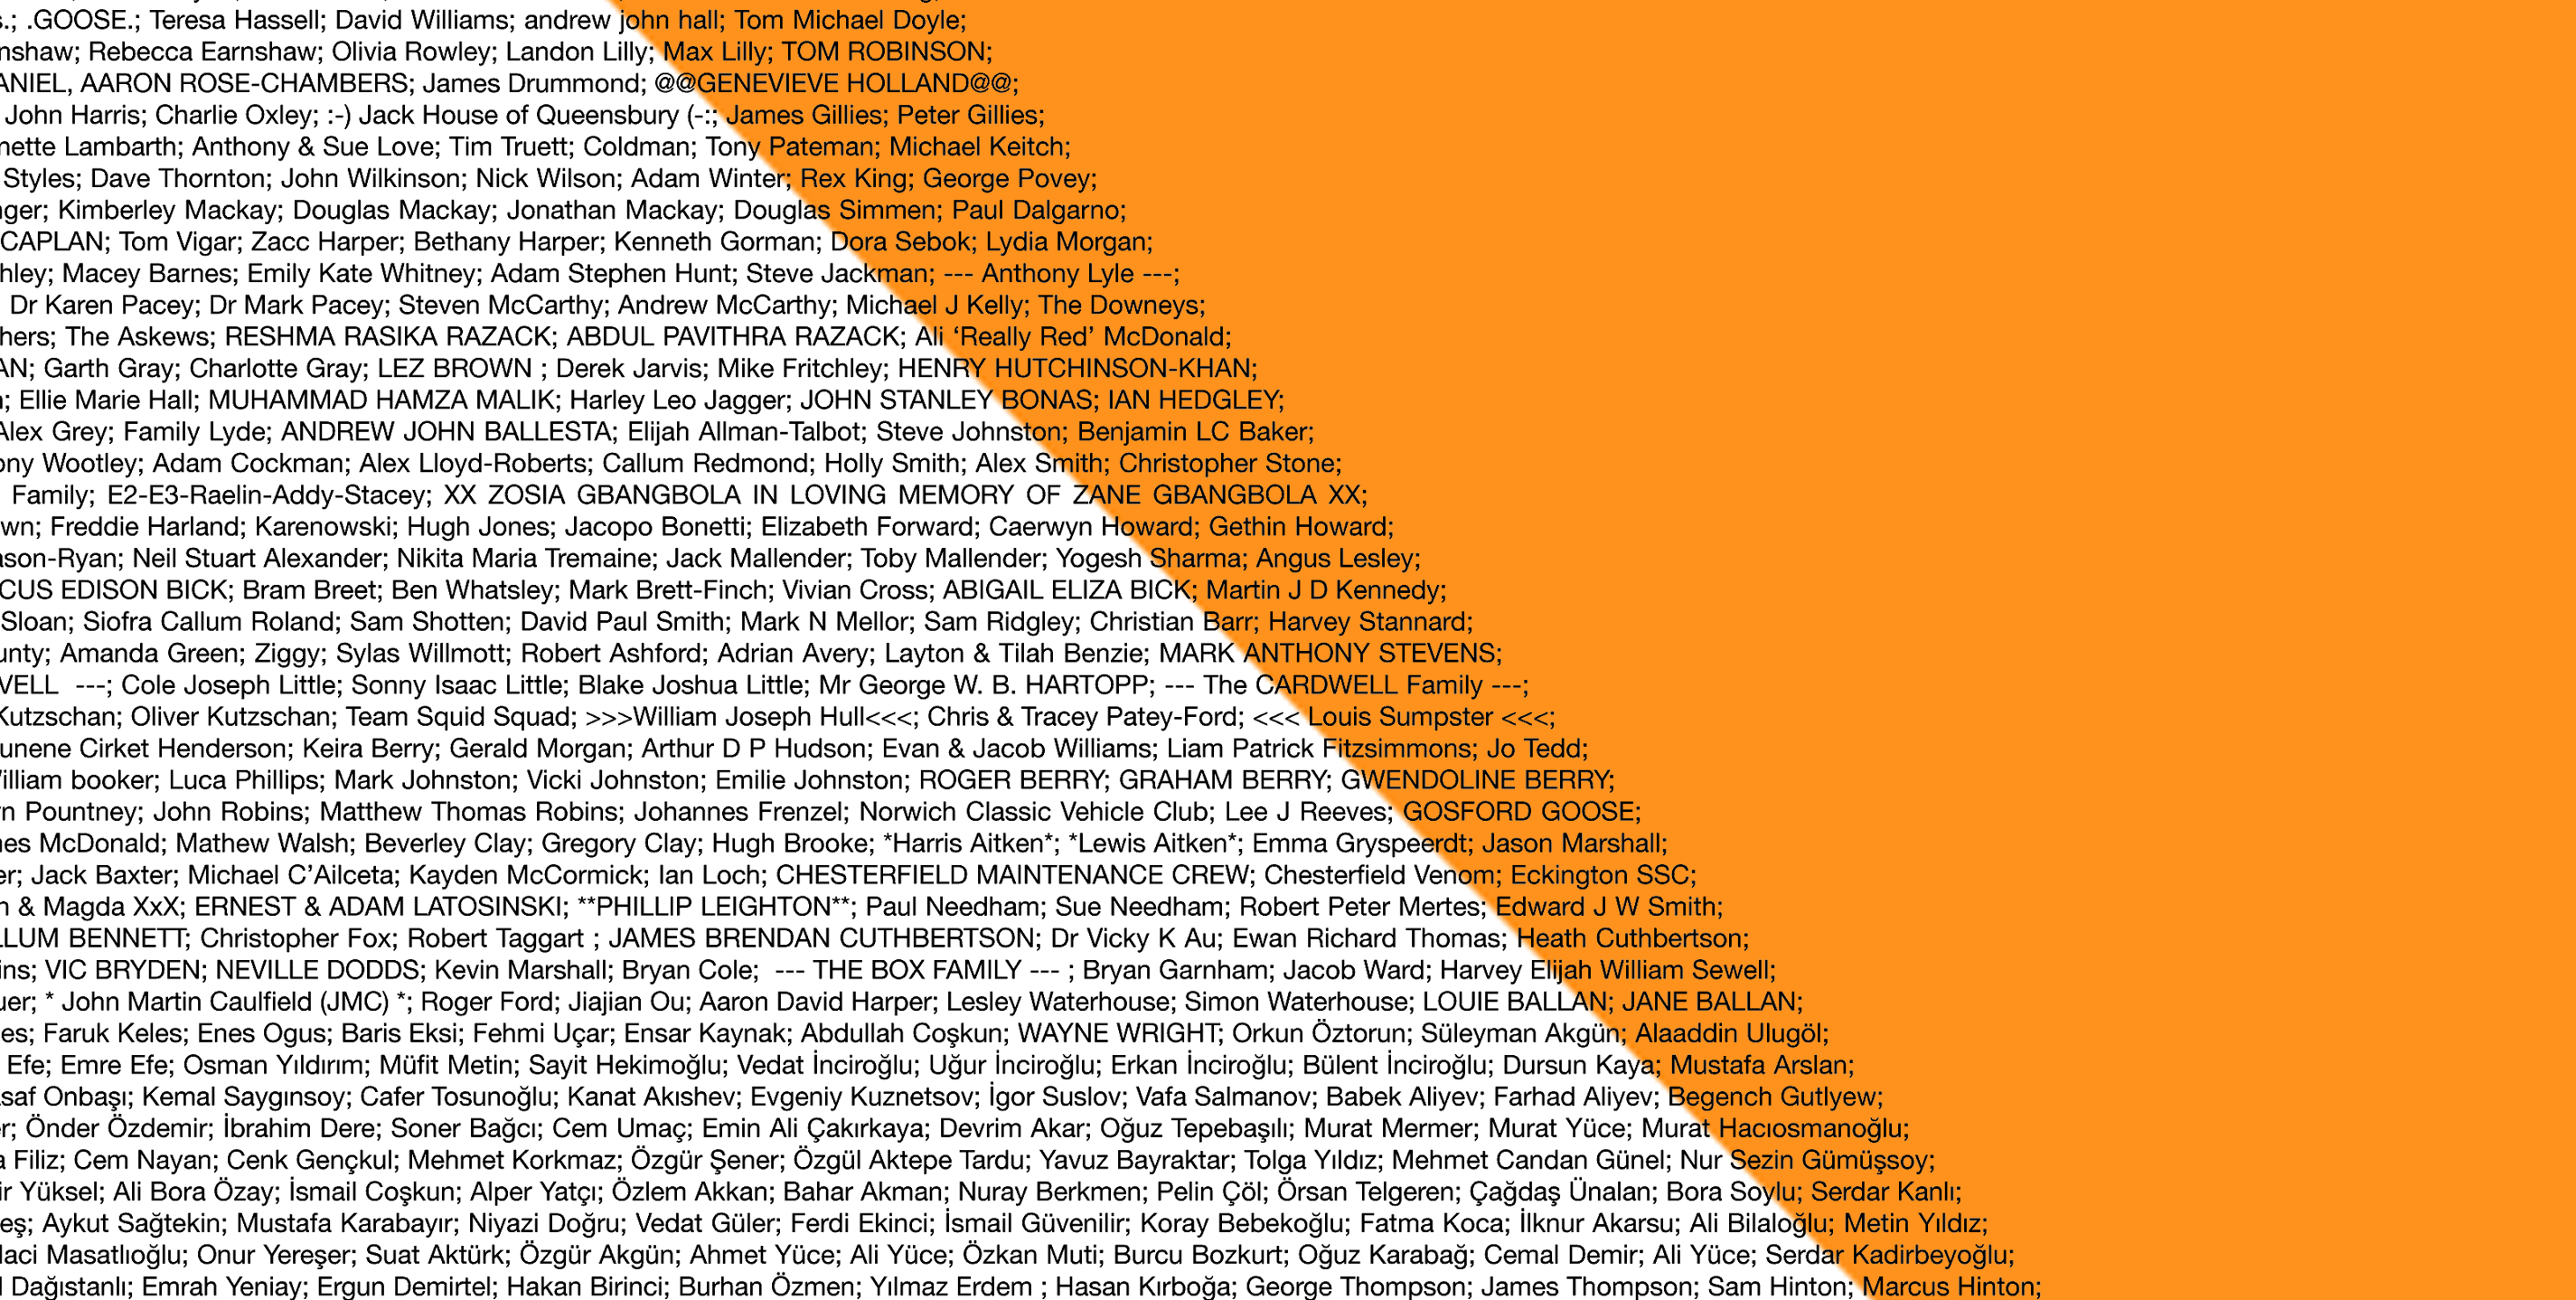 .; .GOOSE.; Teresa Hassell; David Williams; andrew john hall; Tom Michael Doyle;
nshaw; Rebecca Earnshaw; Olivia Rowley; Landon Lilly; Max Lilly; TOM ROBINSON;
ANIEL, AARON ROSE-CHAMBERS; James Drummond; @@GENEVIEVE HOLLAND@@;
John Harris; Charlie Oxley; :-) Jack House of Queensbury (-:; James Gillies; Peter Gillies;
nette Lambarth; Anthony & Sue Love; Tim Truett; Coldman; Tony Pateman; Michael Keitch;
Styles; Dave Thornton; John Wilkinson; Nick Wilson; Adam Winter; Rex King; George Povey;
ger; Kimberley Mackay; Douglas Mackay; Jonathan Mackay; Douglas Simmen; Paul Dalgarno;
CAPLAN; Tom Vigar; Zacc Harper; Bethany Harper; Kenneth Gorman; Dora Sebok; Lydia Morgan;
hley; Macey Barnes; Emily Kate Whitney; Adam Stephen Hunt; Steve Jackman; --- Anthony Lyle ---;
Dr Karen Pacey; Dr Mark Pacey; Steven McCarthy; Andrew McCarthy; Michael J Kelly; The Downeys;
hers; The Askews; RESHMA RASIKA RAZACK; ABDUL PAVITHRA RAZACK; Ali ‘Really Red’ McDonald;
AN; Garth Gray; Charlotte Gray; LEZ BROWN ; Derek Jarvis; Mike Fritchley; HENRY HUTCHINSON-KHAN;
; Ellie Marie Hall; MUHAMMAD HAMZA MALIK; Harley Leo Jagger; JOHN STANLEY BONAS; IAN HEDGLEY;
Alex Grey; Family Lyde; ANDREW JOHN BALLESTA; Elijah Allman-Talbot; Steve Johnston; Benjamin LC Baker;
ony Wootley; Adam Cockman; Alex Lloyd-Roberts; Callum Redmond; Holly Smith; Alex Smith; Christopher Stone;
Family; E2-E3-Raelin-Addy-Stacey; XX ZOSIA GBANGBOLA IN LOVING MEMORY OF ZANE GBANGBOLA XX;
wn; Freddie Harland; Karenowski; Hugh Jones; Jacopo Bonetti; Elizabeth Forward; Caerwyn Howard; Gethin Howard;
ason-Ryan; Neil Stuart Alexander; Nikita Maria Tremaine; Jack Mallender; Toby Mallender; Yogesh Sharma; Angus Lesley;
CUS EDISON BICK; Bram Breet; Ben Whatsley; Mark Brett-Finch; Vivian Cross; ABIGAIL ELIZA BICK; Martin J D Kennedy;
Sloan; Siofra Callum Roland; Sam Shotten; David Paul Smith; Mark N Mellor; Sam Ridgley; Christian Barr; Harvey Stannard;
unty; Amanda Green; Ziggy; Sylas Willmott; Robert Ashford; Adrian Avery; Layton & Tilah Benzie; MARK ANTHONY STEVENS;
VELL ---; Cole Joseph Little; Sonny Isaac Little; Blake Joshua Little; Mr George W. B. HARTOPP; --- The CARDWELL Family ---;
Kutzschan; Oliver Kutzschan; Team Squid Squad; >>>William Joseph Hull<<<; Chris & Tracey Patey-Ford; <<< Louis Sumpster <<<;
unene Cirket Henderson; Keira Berry; Gerald Morgan; Arthur D P Hudson; Evan & Jacob Williams; Liam Patrick Fitzsimmons; Jo Tedd;
illiam booker; Luca Phillips; Mark Johnston; Vicki Johnston; Emilie Johnston; ROGER BERRY; GRAHAM BERRY; GWENDOLINE BERRY;
n Pountney; John Robins; Matthew Thomas Robins; Johannes Frenzel; Norwich Classic Vehicle Club; Lee J Reeves; GOSFORD GOOSE;
nes McDonald; Mathew Walsh; Beverley Clay; Gregory Clay; Hugh Brooke; *Harris Aitken*; *Lewis Aitken*; Emma Gryspeerdt; Jason Marshall;
er; Jack Baxter; Michael C’Ailceta; Kayden McCormick; Ian Loch; CHESTERFIELD MAINTENANCE CREW; Chesterfield Venom; Eckington SSC;
n & Magda XxX; ERNEST & ADAM LATOSINSKI; **PHILLIP LEIGHTON**; Paul Needham; Sue Needham; Robert Peter Mertes; Edward J W Smith;
LLUM BENNETT; Christopher Fox; Robert Taggart ; JAMES BRENDAN CUTHBERTSON; Dr Vicky K Au; Ewan Richard Thomas; Heath Cuthbertson;
ins; VIC BRYDEN; NEVILLE DODDS; Kevin Marshall; Bryan Cole; --- THE BOX FAMILY --- ; Bryan Garnham; Jacob Ward; Harvey Elijah William Sewell;
uer; * John Martin Caulfield (JMC) *; Roger Ford; Jiajian Ou; Aaron David Harper; Lesley Waterhouse; Simon Waterhouse; LOUIE BALLAN; JANE BALLAN;
es; Faruk Keles; Enes Ogus; Baris Eksi; Fehmi Uçar; Ensar Kaynak; Abdullah Coşkun; WAYNE WRIGHT; Orkun Öztorun; Süleyman Akgün; Alaaddin Ulugöl;
Efe; Emre Efe; Osman Yıldırım; Müfit Metin; Sayit Hekimoğlu; Vedat İnciroğlu; Uğur İnciroğlu; Erkan İnciroğlu; Bülent İnciroğlu; Dursun Kaya; Mustafa Arslan;
saf Onbaşı; Kemal Saygınsoy; Cafer Tosunoğlu; Kanat Akıshev; Evgeniy Kuznetsov; İgor Suslov; Vafa Salmanov; Babek Aliyev; Farhad Aliyev; Begench Gutlyew;
r; Önder Özdemir; İbrahim Dere; Soner Bağcı; Cem Umaç; Emin Ali Çakırkaya; Devrim Akar; Oğuz Tepebaşılı; Murat Mermer; Murat Yüce; Murat Hacıosmanoğlu;
a Filiz; Cem Nayan; Cenk Gençkul; Mehmet Korkmaz; Özgür Şener; Özgül Aktepe Tardu; Yavuz Bayraktar; Tolga Yıldız; Mehmet Candan Günel; Nur Sezin Gümüşsoy;
ir Yüksel; Ali Bora Özay; İsmail Coşkun; Alper Yatçı; Özlem Akkan; Bahar Akman; Nuray Berkmen; Pelin Çöl; Örsan Telgeren; Çağdaş Ünalan; Bora Soylu; Serdar Kanlı;
eş; Aykut Sağtekin; Mustafa Karabayır; Niyazi Doğru; Vedat Güler; Ferdi Ekinci; İsmail Güvenilir; Koray Bebekoğlu; Fatma Koca; İlknur Akarsu; Ali Bilaloğlu; Metin Yıldız;
Haci Masatlıoğlu; Onur Yereşer; Suat Aktürk; Özgür Akgün; Ahmet Yüce; Ali Yüce; Özkan Muti; Burcu Bozkurt; Oğuz Karabağ; Cemal Demir; Ali Yüce; Serdar Kadirbeyoğlu;
l Dağıstanlı; Emrah Yeniay; Ergun Demirtel; Hakan Birinci; Burhan Özmen; Yılmaz Erdem ; Hasan Kırboğa; George Thompson; James Thompson; Sam Hinton; Marcus Hinton;